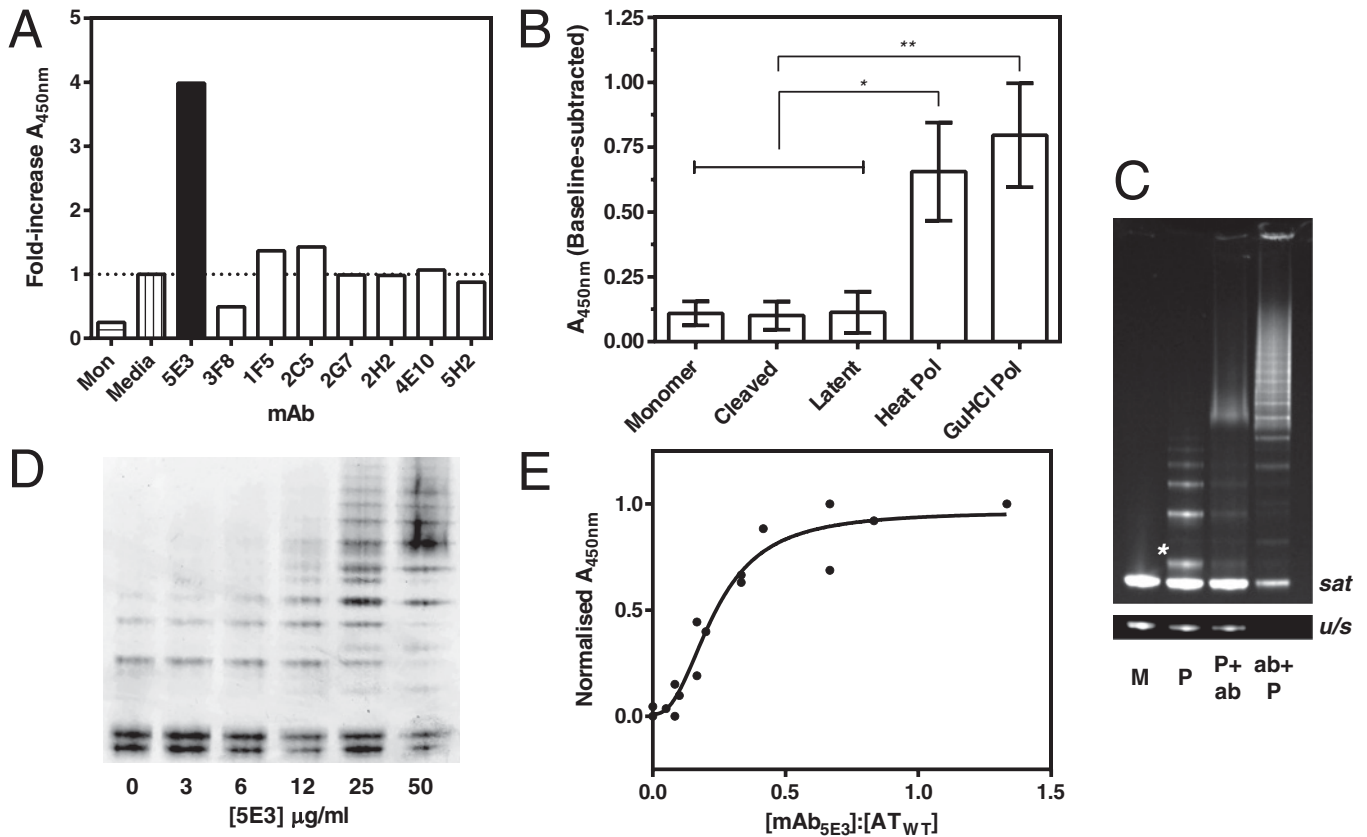 A
Fold-increase A450nm
5
4
3
2
1
0
Mon
Media
5E3
3F8
1F5
2C5
2G7
2H2
4E10
5H2
mAb
B
A450nm (Baseline-subtracted)
1.25
1.00
0.75
0.50
0.25
0.00
**
*
Monomer
Cleaved
Latent
Heat Pol
GuHCl Pol
C
*
sat
u/s
M
P
P+
ab
ab+
P
D
0 3 6 12 25 50
[5E3] μg/ml
E
Normalised A450nm
1.0
0.5
0.0
0.0 0.5 1.0 1.5
[mAb5E3]:[ATWT]